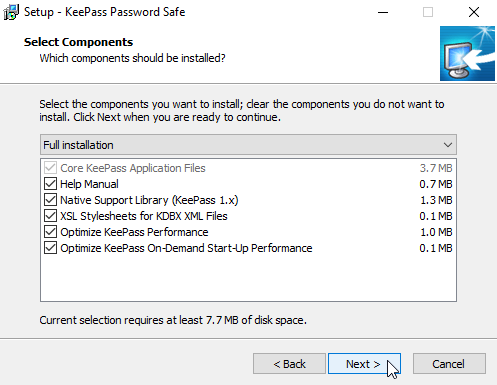 Setup - KeePass Password Safe
Select Components
Which components should be installed?
Select the components you want to install; clear the components you do not want to
install. Click Next when you are ready to continue.
Full installation
Core KeePass Application Files 3.7 MB
Help Manual 0.7 MB
Native Support Library (KeePass 1.x) 1.3 MB
XSL Stylesheets for KDBX XML Files 0.1 MB
Optimize KeePass Performance 1.0 MB
Optimize KeePass On-Demand Start-Up Performance 0.1 MB
Current selection requires at least 7.7 MB of disk space.
< Back Next > Cancel